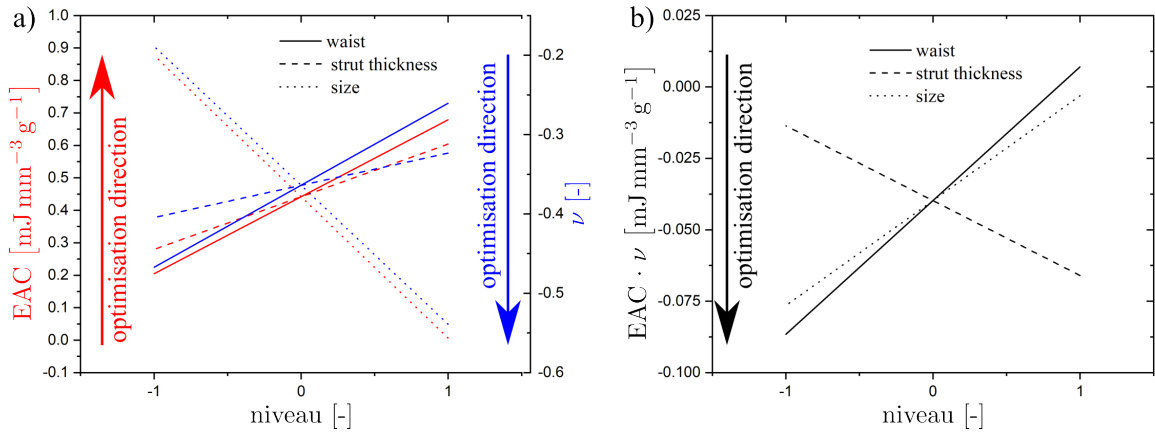 a)
EAC [mJ mm⁻³ g⁻¹]
1.0
0.9
0.8
0.7
0.6
0.5
0.4
0.3
0.2
0.1
0.0
-0.1
optimisation direction
waist
strut thickness
size
optimisation direction
-0.2
-0.3
-0.4
-0.5
-0.6
ν [-]
-1
0
1
niveau [-]
b)
EAC · ν [mJ mm⁻³ g⁻¹]
0.025
0.000
-0.025
-0.050
-0.075
-0.100
optimisation direction
waist
strut thickness
size
-1
0
1
niveau [-]